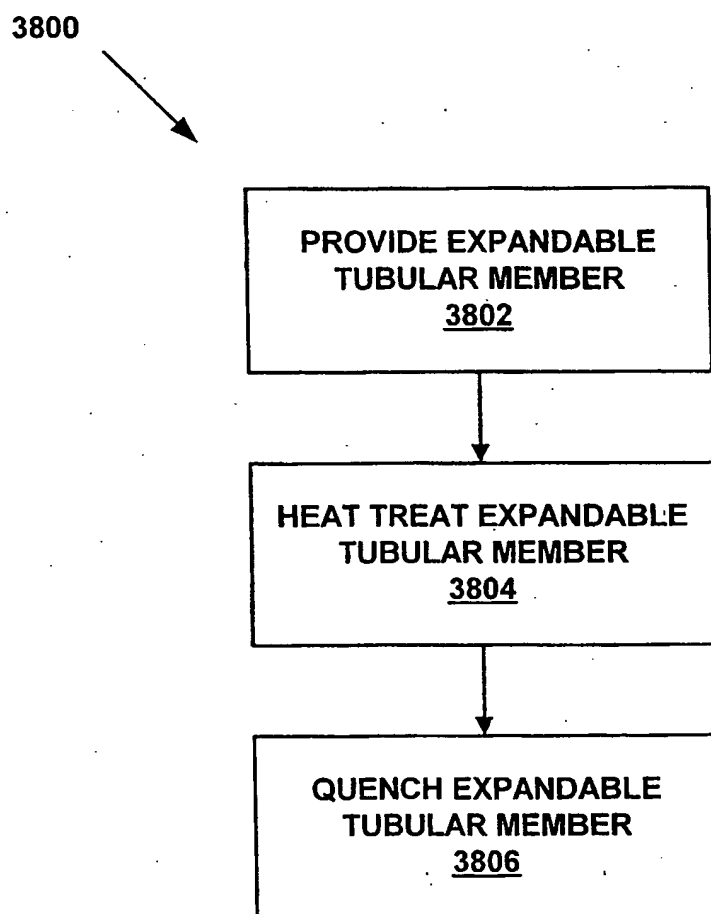 3800
PROVIDE EXPANDABLE
TUBULAR MEMBER
3802
HEAT TREAT EXPANDABLE
TUBULAR MEMBER
3804
QUENCH EXPANDABLE
TUBULAR MEMBER
3806